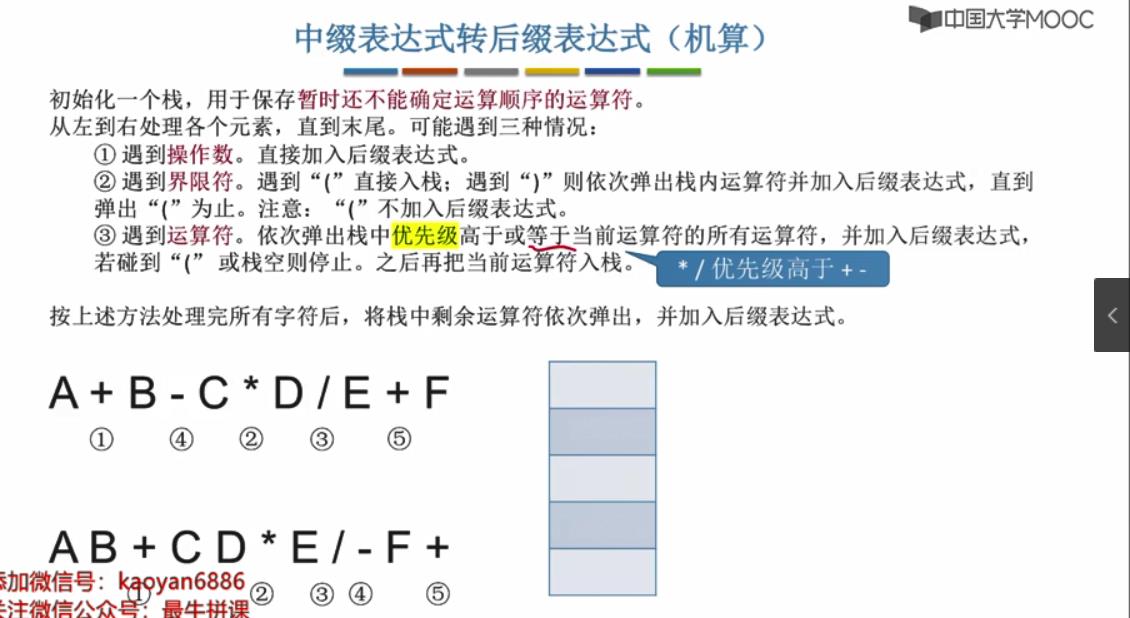 中国大学MOOC
中缀表达式转后缀表达式（机算）
初始化一个栈，用于保存暂时还不能确定运算顺序的运算符。
从左到右处理各个元素，直到末尾。可能遇到三种情况：
① 遇到操作数。直接加入后缀表达式。
② 遇到界限符。遇到“(”直接入栈；遇到“)”则依次弹出栈内运算符并加入后缀表达式，直到
弹出“(”为止。注意：“(”不加入后缀表达式。
③ 遇到运算符。依次弹出栈中优先级高于或等于当前运算符的所有运算符，并加入后缀表达式，
若碰到“(” 或栈空则停止。之后再把当前运算符入栈。
* / 优先级高于 + -
按上述方法处理完所有字符后，将栈中剩余运算符依次弹出，并加入后缀表达式。
A + B - C * D / E + F
① ④ ② ③ ⑤
A B + C D * E / - F +
① ② ③ ④ ⑤
添加微信号：kaoyan6886
关注微信公众号：最牛拼课